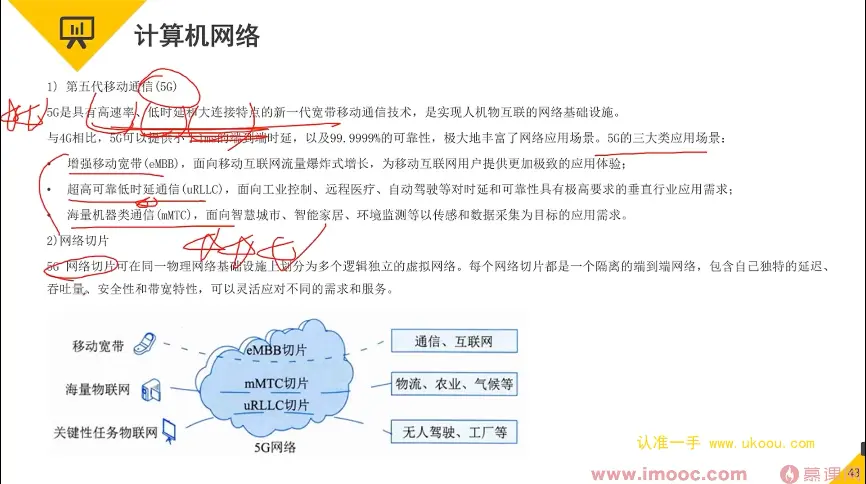 计算机网络
1) 第五代移动通信(5G)
5G是具有高速率、低时延和大连接特点的新一代宽带移动通信技术，是实现人机物互联的网络基础设施。
与4G相比，5G可以提供小于1ms的端到端时延，以及99.9999%的可靠性，极大地丰富了网络应用场景。5G的三大类应用场景：
• 增强移动宽带(eMBB)，面向移动互联网流量爆炸式增长，为移动互联网用户提供更加极致的应用体验；
• 超高可靠低时延通信(uRLLC)，面向工业控制、远程医疗、自动驾驶等对时延和可靠性具有极高要求的垂直行业应用需求；
• 海量机器类通信(mMTC)，面向智慧城市、智能家居、环境监测等以传感和数据采集为目标的应用需求。
2)网络切片
5G 网络切片可在同一物理网络基础设施上划分为多个逻辑独立的虚拟网络。每个网络切片都是一个隔离的端到端网络，包含自己独特的延迟、
吞吐量、安全性和带宽特性，可以灵活应对不同的需求和服务。
移动宽带
eMBB切片
通信、互联网
海量物联网
mMTC切片
物流、农业、气候等
uRLLC切片
关键性任务物联网
无人驾驶、工厂等
5G网络
认准一手 www.ukoou.com
www.imooc.com
慕课
43